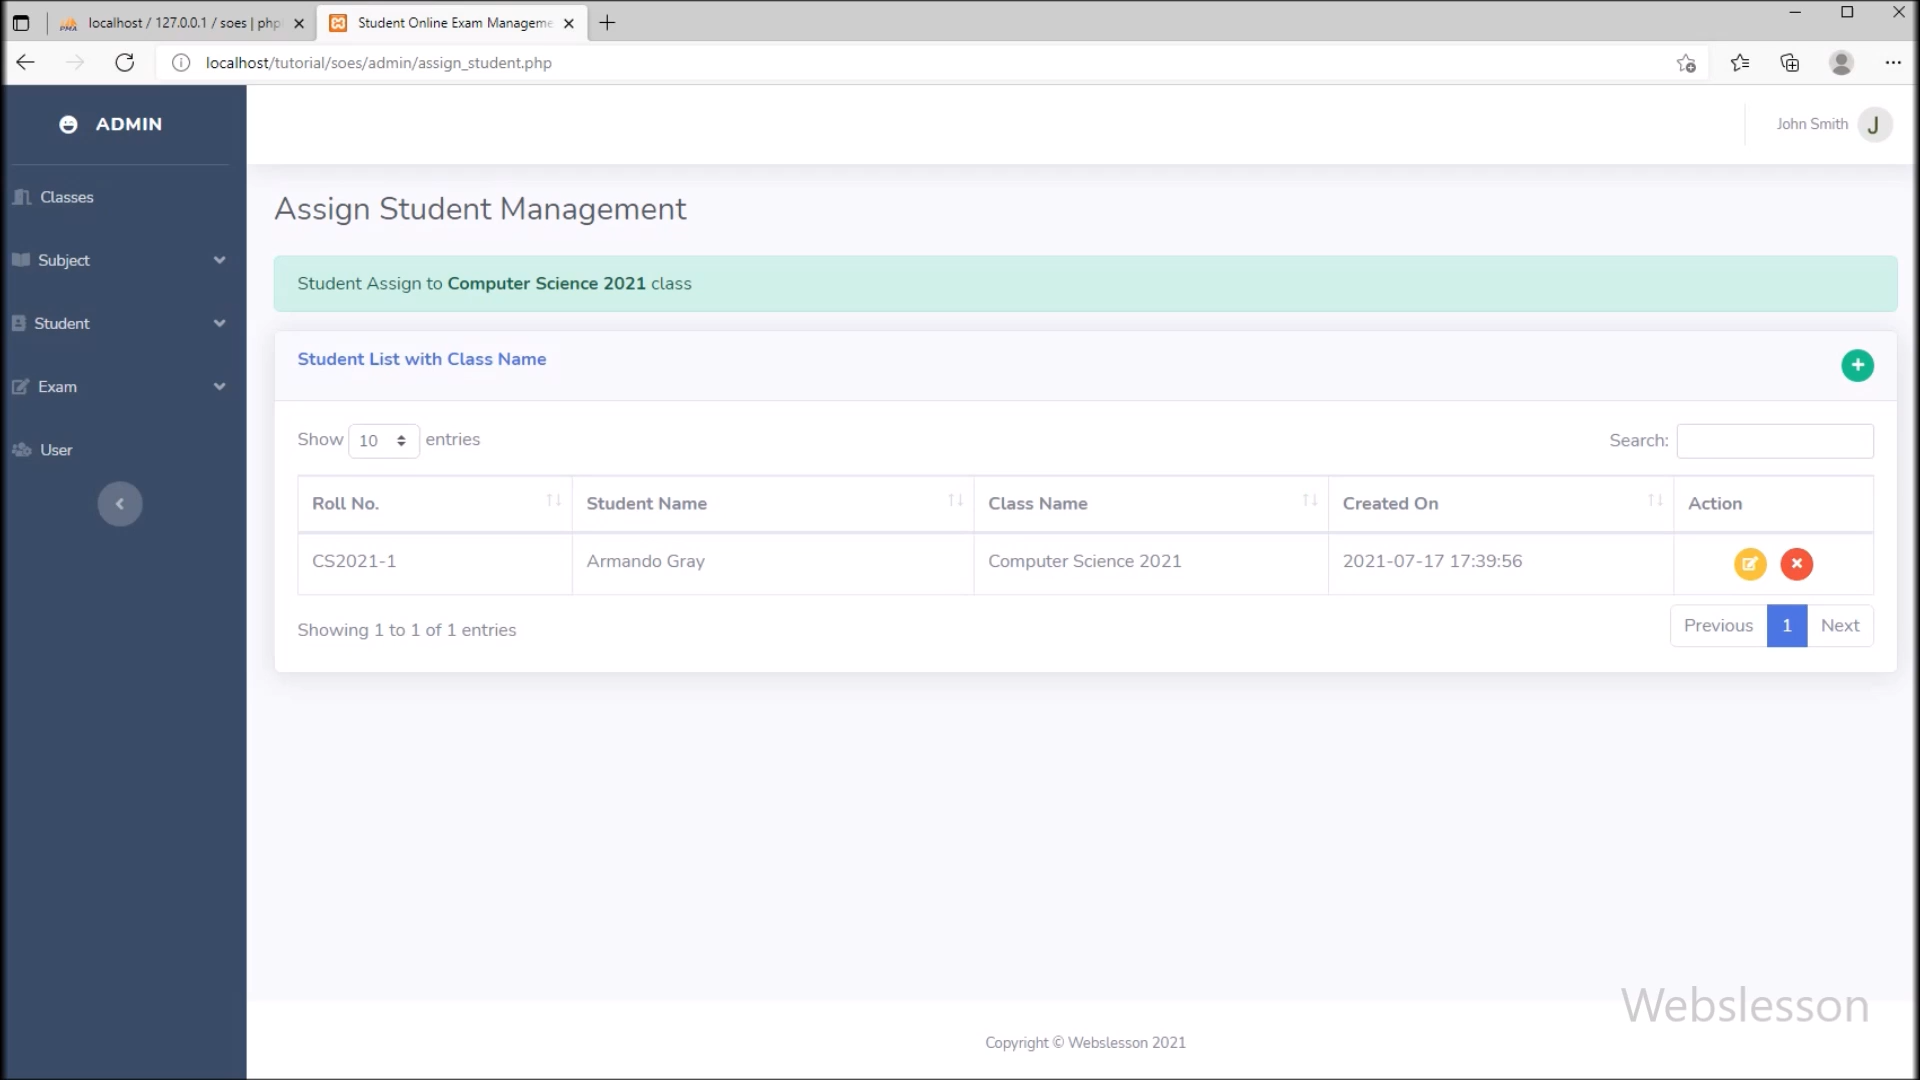 localhost / 127.0.0.1 / soes | php
Student Online Exam Manageme
localhost/tutorial/soes/admin/assign_student.php
ADMIN
John Smith J
Classes
Subject
Student
Exam
User
Assign Student Management
Student Assign to Computer Science 2021 class
Student List with Class Name
Show 10 entries
Search:
Roll No. Student Name Class Name Created On Action
CS2021-1 Armando Gray Computer Science 2021 2021-07-17 17:39:56
Showing 1 to 1 of 1 entries
Previous 1 Next
Webslesson
Copyright © Webslesson 2021